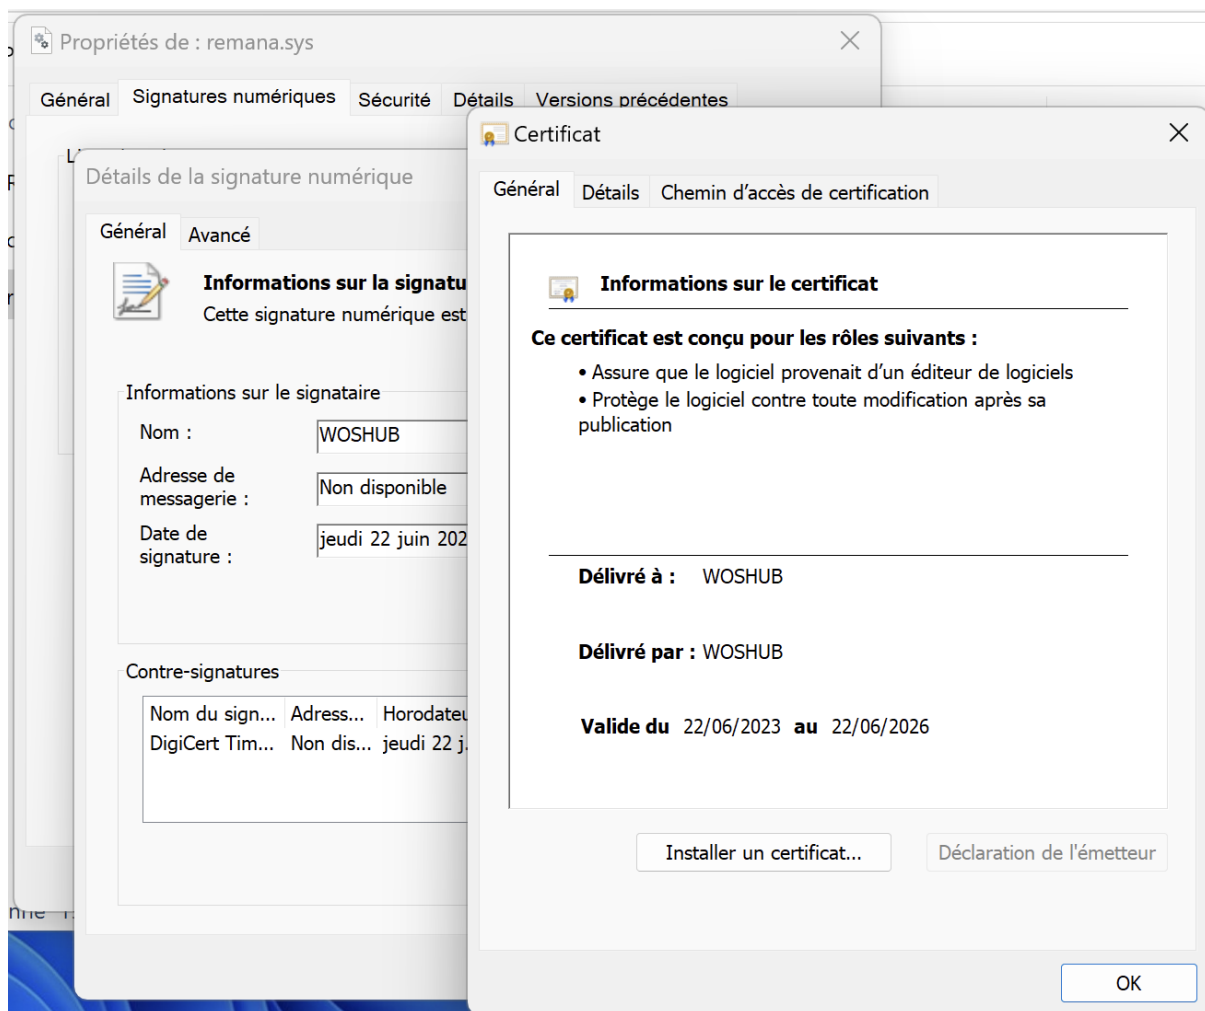 Propriétés de : remana.sys
Général Signatures numériques Sécurité Détails Versions précédentes
Détails de la signature numérique
Général Avancé
Informations sur la signatu
Cette signature numérique est
Informations sur le signataire
Nom : WOSHUB
Adresse de
messagerie : Non disponible
Date de
signature : jeudi 22 juin 202
Contre-signatures
Nom du sign... Adress... Horodateu
DigiCert Tim... Non dis... jeudi 22 j.
Certificat
Général Détails Chemin d’accès de certification
Informations sur le certificat
Ce certificat est conçu pour les rôles suivants :
• Assure que le logiciel provenait d’un éditeur de logiciels
• Protège le logiciel contre toute modification après sa
publication
Délivré à : WOSHUB
Délivré par : WOSHUB
Valide du 22/06/2023 au 22/06/2026
Installer un certificat... Déclaration de l'émetteur
OK